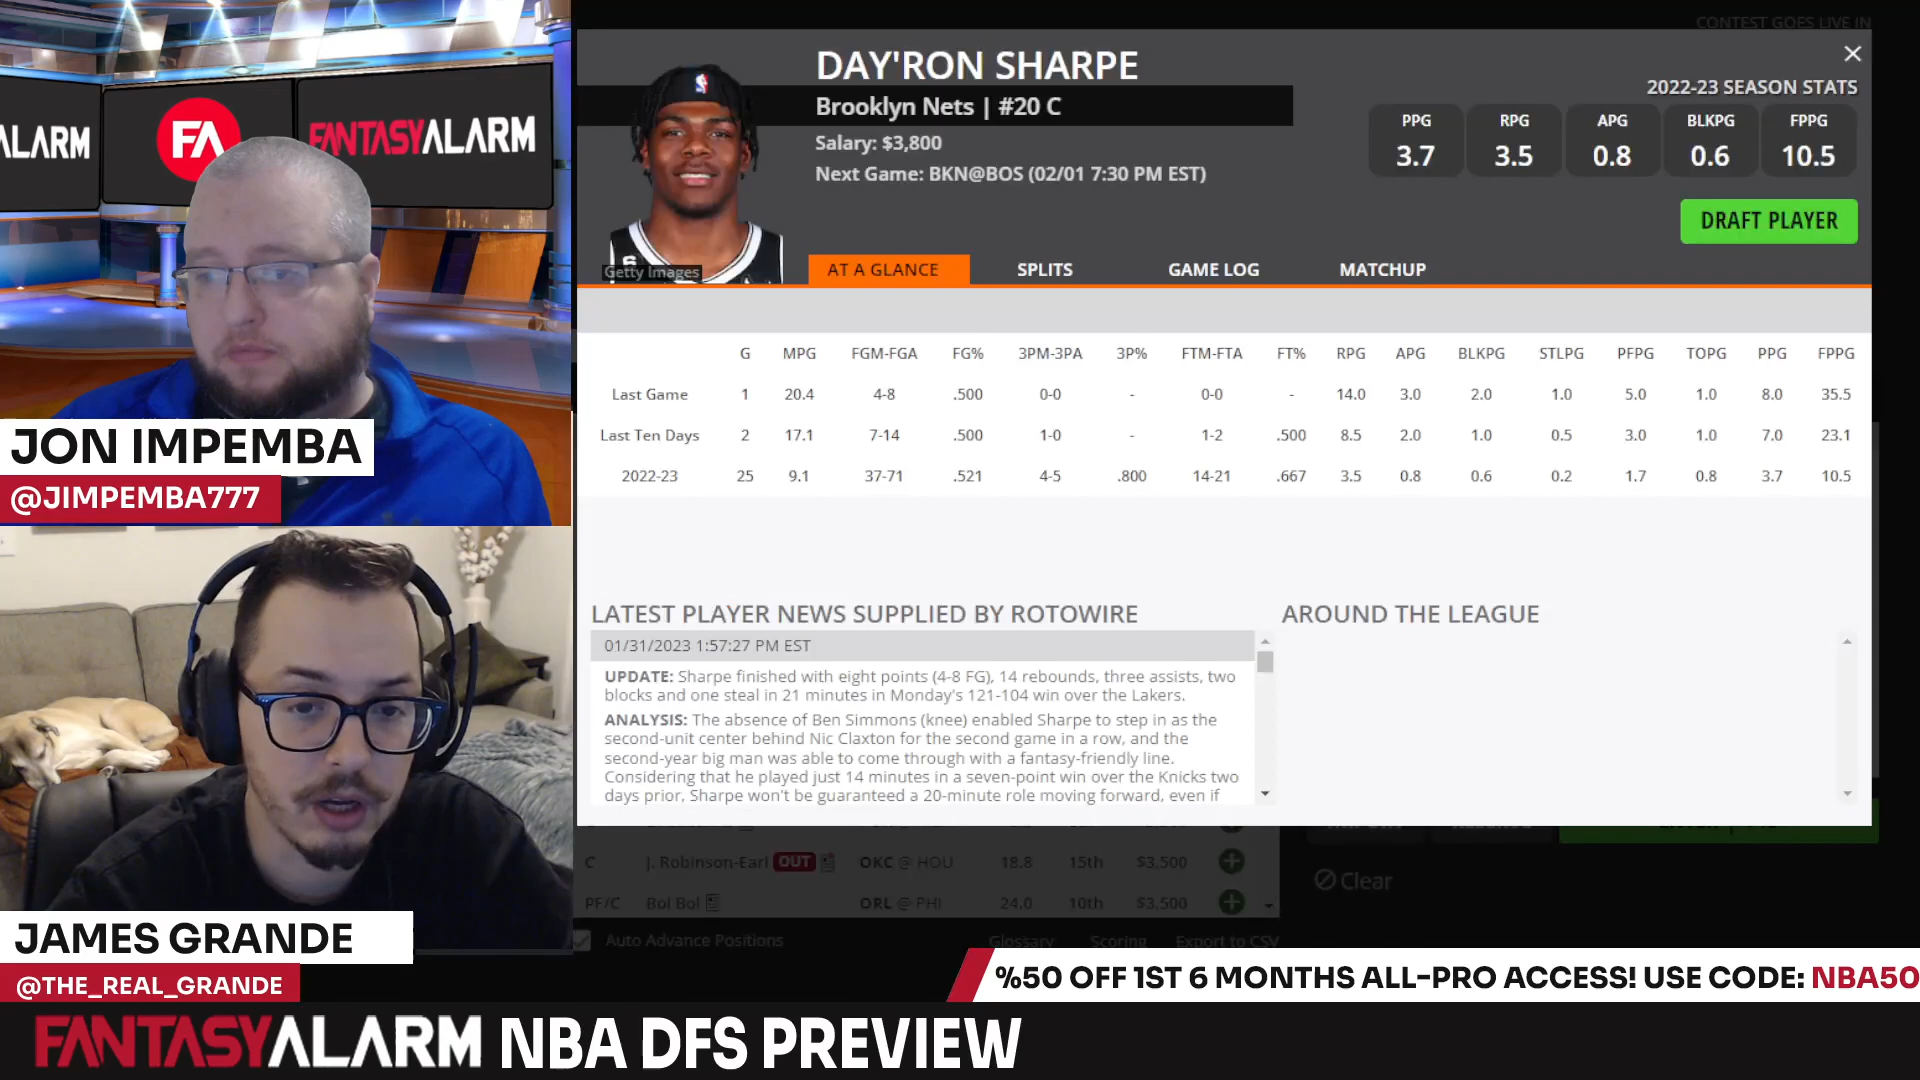 CONTEST GOES LIVE IN
ALARM
FA
FANTASYALARM
JON IMPEMBA
@JIMPEMBA777
JAMES GRANDE
@THE_REAL_GRANDE
DAY'RON SHARPE
Brooklyn Nets | #20 C
Salary: $3,800
Next Game: BKN@BOS (02/01 7:30 PM EST)
Getty Images
2022-23 SEASON STATS
PPG RPG APG BLKPG FPPG
3.7 3.5 0.8 0.6 10.5
DRAFT PLAYER
AT A GLANCE SPLITS GAME LOG MATCHUP
G MPG FGM-FGA FG% 3PM-3PA 3P% FTM-FTA FT% RPG APG BLKPG STLPG PFPG TOPG PPG FPPG
Last Game 1 20.4 4-8 .500 0-0 - 0-0 - 14.0 3.0 2.0 1.0 5.0 1.0 8.0 35.5
Last Ten Days 2 17.1 7-14 .500 1-0 - 1-2 .500 8.5 2.0 1.0 0.5 3.0 1.0 7.0 23.1
2022-23 25 9.1 37-71 .521 4-5 .800 14-21 .667 3.5 0.8 0.6 0.2 1.7 0.8 3.7 10.5
LATEST PLAYER NEWS SUPPLIED BY ROTOWIRE
01/31/2023 1:57:27 PM EST
UPDATE: Sharpe finished with eight points (4-8 FG), 14 rebounds, three assists, two
blocks and one steal in 21 minutes in Monday's 121-104 win over the Lakers.
ANALYSIS: The absence of Ben Simmons (knee) enabled Sharpe to step in as the
second-unit center behind Nic Claxton for the second game in a row, and the
second-year big man was able to come through with a fantasy-friendly line.
Considering that he played just 14 minutes in a seven-point win over the Knicks two
days prior, Sharpe won't be guaranteed a 20-minute role moving forward, even if
AROUND THE LEAGUE
C J. Robinson-Earl OUT OKC @ HOU 18.8 15th $3,500
PF/C Bol Bol ORL @ PHI 24.0 10th $3,500
Clear
Auto Advance Positions
Glossary Scoring Export to CSV
%50 OFF 1ST 6 MONTHS ALL-PRO ACCESS! USE CODE: NBA50
FANTASYALARM NBA DFS PREVIEW